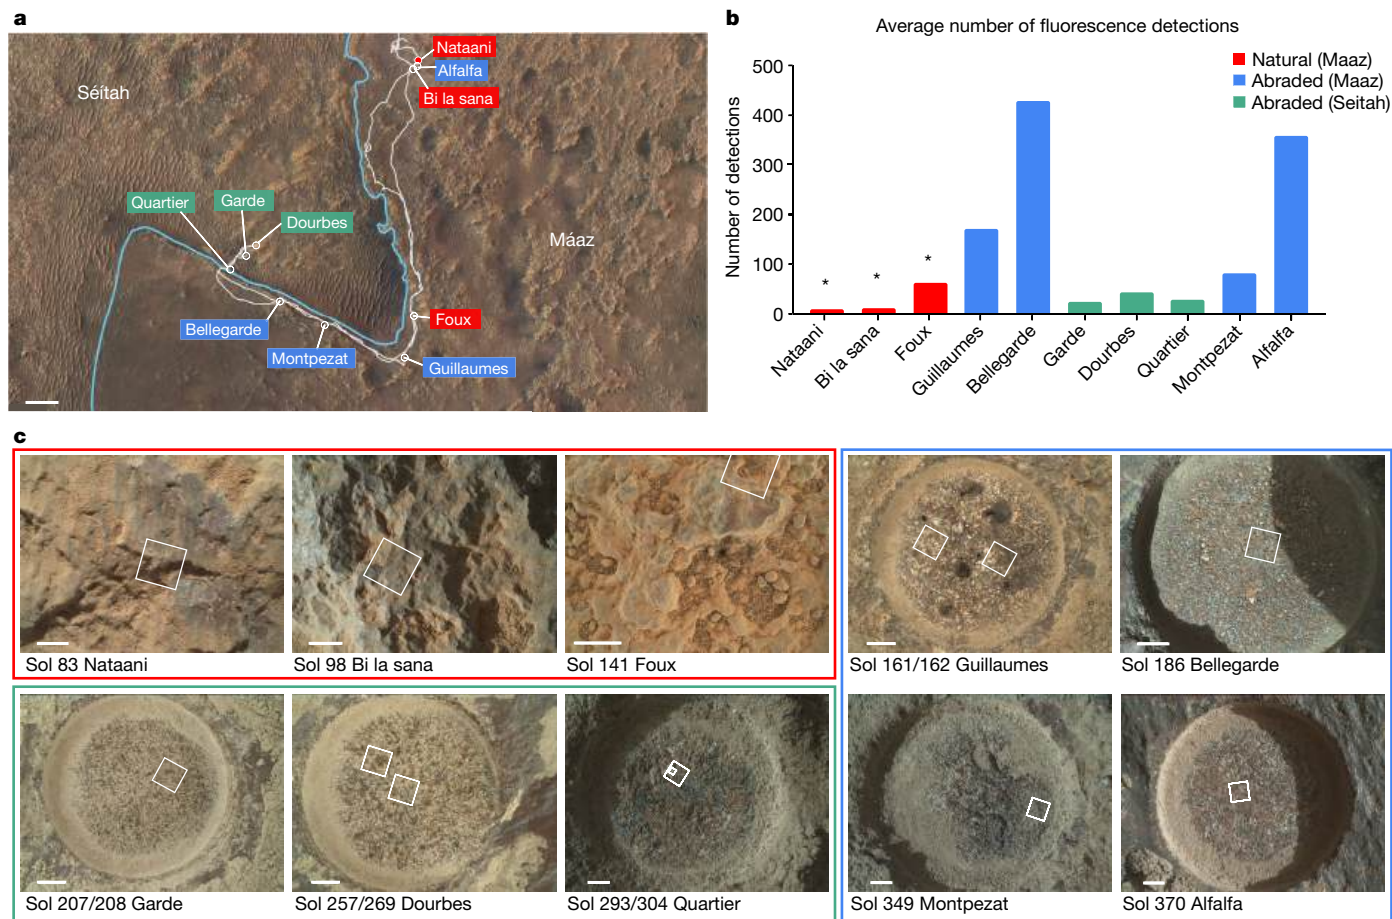 a
Nataani
Alfalfa
Bi la sana
Séítah
Quartier
Garde
Dourbes
Máaz
Bellegarde
Foux
Montpezat
Guillaumes
b
Average number of fluorescence detections
Natural (Maaz)
Abraded (Maaz)
Abraded (Seitah)
Number of detections
500
400
300
200
100
0
*
*
*
Nataani
Bi la sana
Foux
Guillaumes
Bellegarde
Garde
Dourbes
Quartier
Montpezat
Alfalfa
c
Sol 83 Nataani
Sol 98 Bi la sana
Sol 141 Foux
Sol 161/162 Guillaumes
Sol 186 Bellegarde
Sol 207/208 Garde
Sol 257/269 Dourbes
Sol 293/304 Quartier
Sol 349 Montpezat
Sol 370 Alfalfa